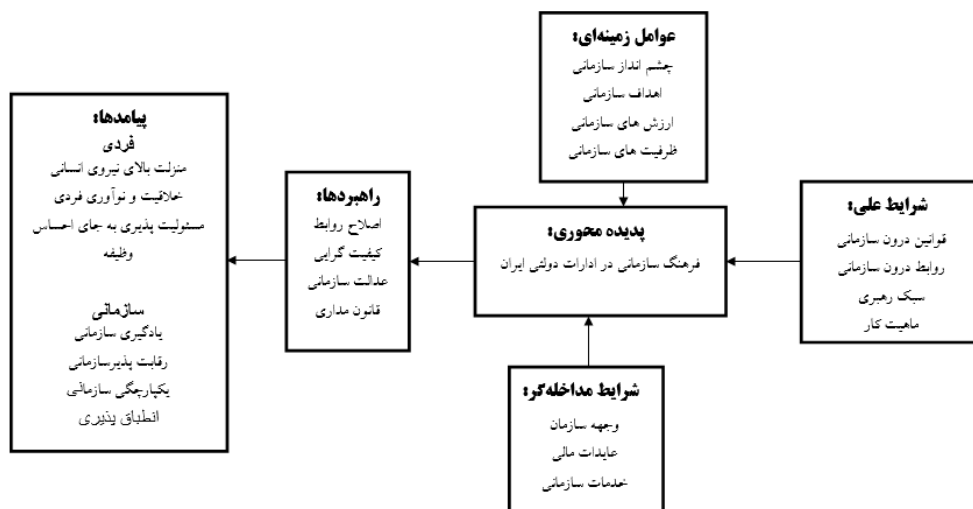 عوامل زمینه‌ای:
چشم انداز سازمانی
اهداف سازمانی
ارزش های سازمانی
ظرفیت های سازمانی
شرایط علی:
قوانین درون سازمانی
روابط درون سازمانی
سبک رهبری
ماهیت کار
پدیده محوری:
فرهنگ سازمانی در ادارات دولتی ایران
شرایط مداخله‌گر:
وجهه سازمان
عایدات مالی
خدمات سازمانی
راهبردها:
اصلاح روابط
کیفیت گرایی
عدالت سازمانی
قانون مداری
پیامدها:
فردی
منزلت بالای نیروی انسانی
خلاقیت و نوآوری فردی
مسئولیت پذیری به جای احساس
وظیفه
سازمانی
یادگیری سازمانی
رقابت پذیرسازمانی
یکپارچگی سازمانی
انطباق پذیری